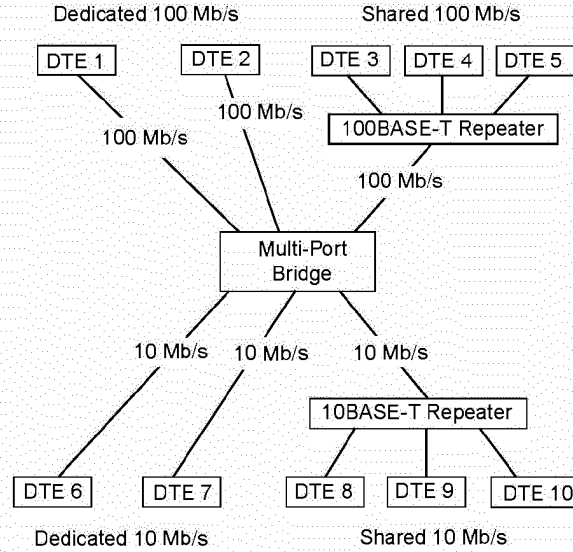 Dedicated 100 Mb/s
Shared 100 Mb/s
DTE 1
DTE 2
DTE 3
DTE 4
DTE 5
100 Mb/s
100 Mb/s
100BASE-T Repeater
100 Mb/s
Multi-Port
Bridge
10 Mb/s
10 Mb/s
10 Mb/s
10BASE-T Repeater
DTE 6
DTE 7
DTE 8
DTE 9
DTE 10
Dedicated 10 Mb/s
Shared 10 Mb/s